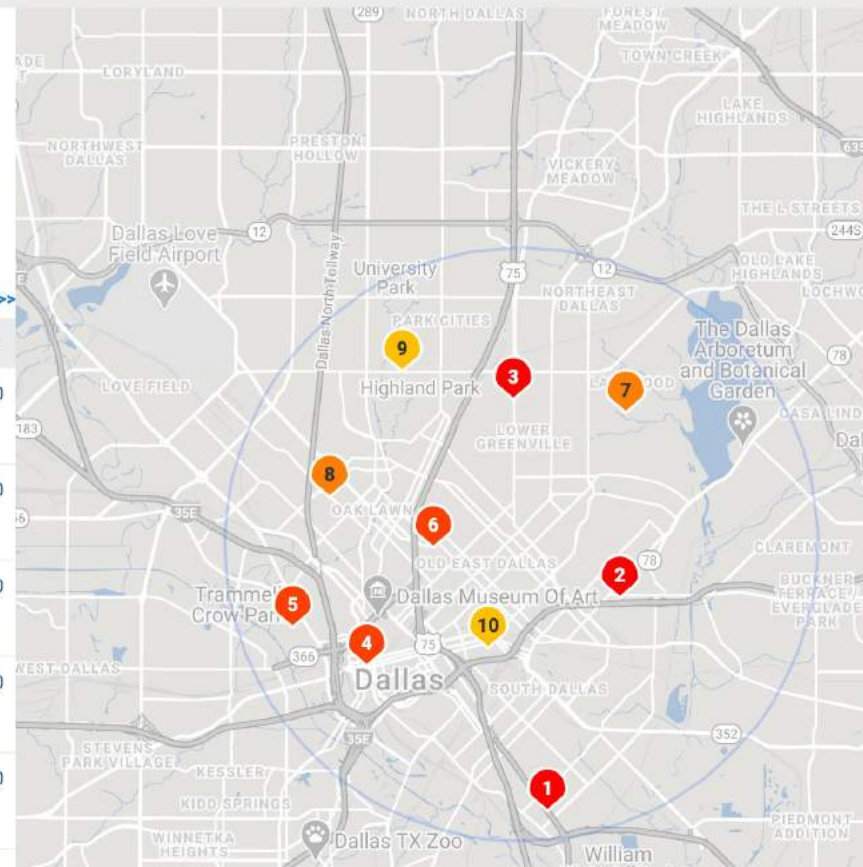 289
NORTH DALLAS
FOREST
MEADOW
TOWN CREEK
LORYLAND
LAKE
HIGHLANDS
635
NORTHWEST
DALLAS
PRESTON
HOLLOW
VICKERY
MEADOW
THE L STREETS
244S
Dallas Love
Field Airport
12
Dallas North Tollway
University
Park
75
12
OLD LAKE
HIGHLANDS
>>
NORTHEAST
DALLAS
PARK CITIES
The Dallas
Arboretum
and Botanical
Garden
9
3
7
78
LOVE FIELD
Highland Park
183
LOWER
GREENVILLE
8
35E
OAK LAWN
6
OLD EAST DALLAS
2
78
CLAREMONT
BUCKNER
TERRACE /
EVERGLADE
PARK
Trammell
Crow Park
5
Dallas Museum Of Art
10
4
75
366
WEST DALLAS
Dallas
SOUTH DALLAS
35E
352
STEVENS
PARK VILLAGE
KESSLER
1
KIDD SPRINGS
PIEDMONT
ADDITION
WINNETKA
HEIGHTS
Dallas TX Zoo
William